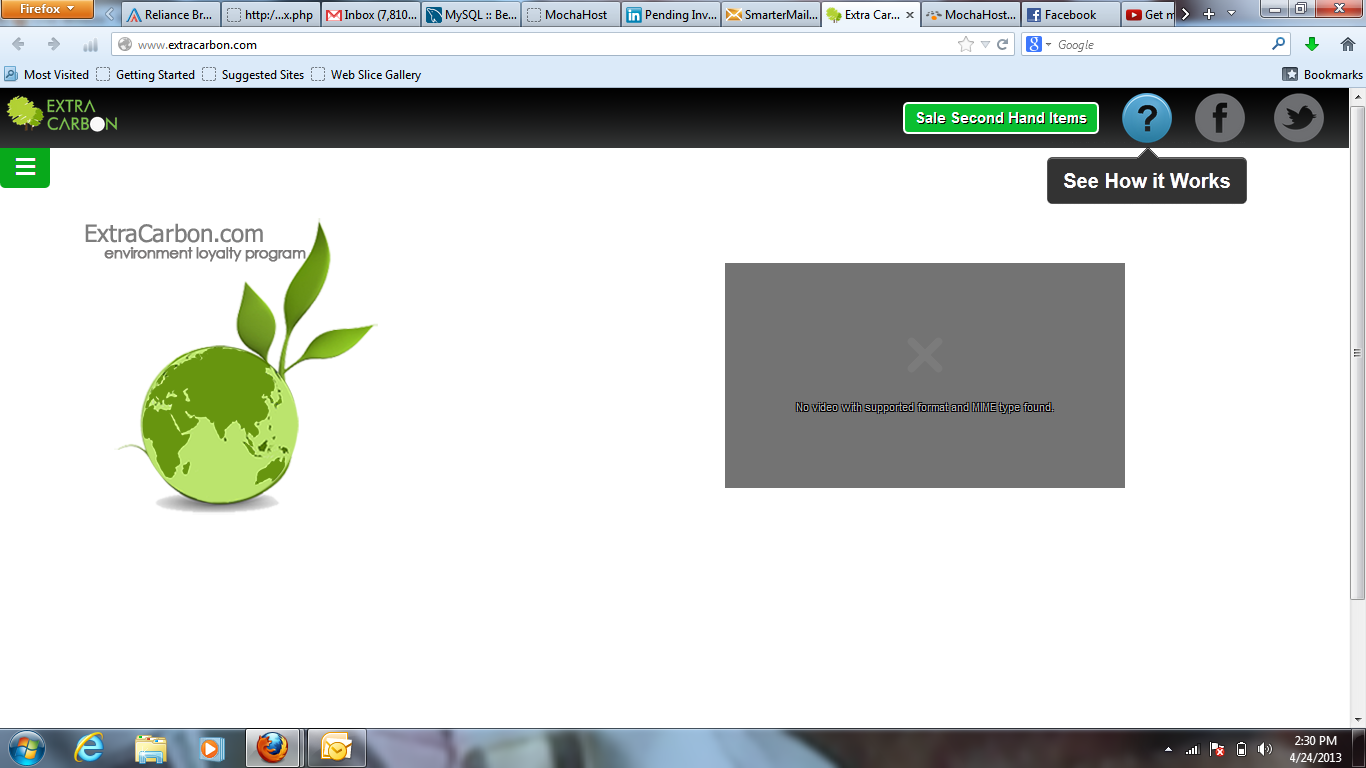 Firefox
Reliance Br...
http:/...x.php
Inbox (7,810...
MySQL :: Be...
MochaHost
Pending Inv...
SmarterMail...
Extra Car...
MochaHost...
Facebook
Get m
www.extracarbon.com
Google
Most Visited
Getting Started
Suggested Sites
Web Slice Gallery
Bookmarks
EXTRA
CARBON
Sale Second Hand Items
?
See How it Works
ExtraCarbon.com
environment loyalty program
No video with supported format and MIME type found.
2:30 PM
4/24/2013